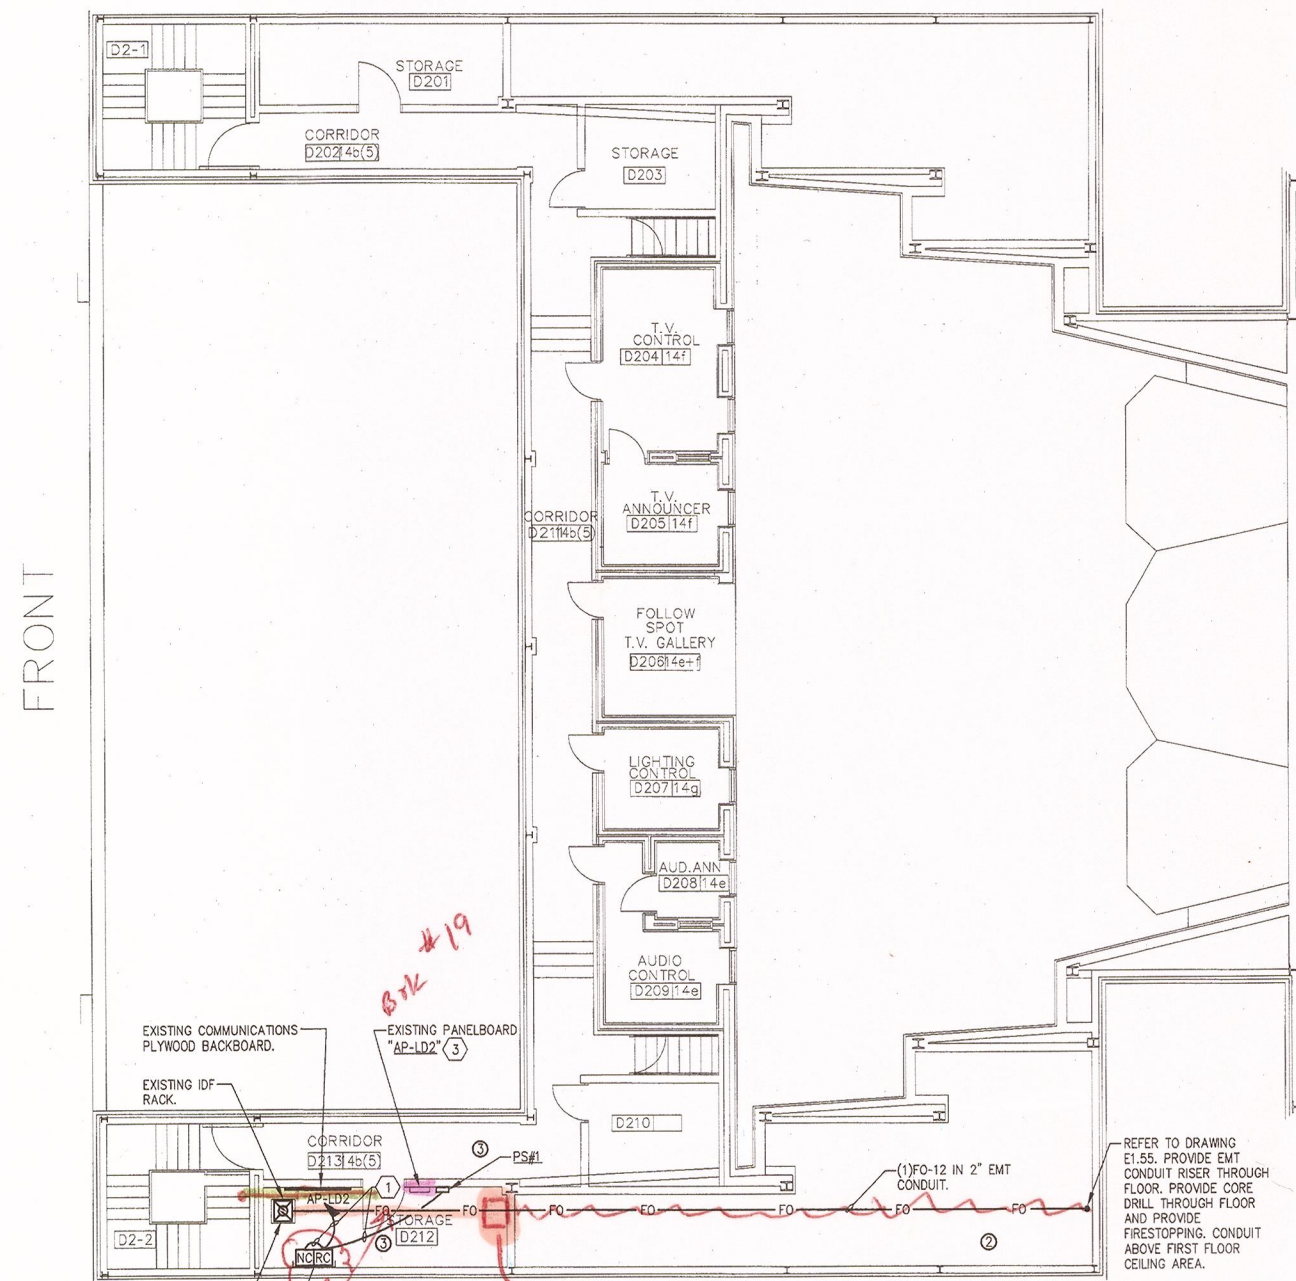 D2-1
STORAGE
D201
CORRIDOR
D202 4b(5)
STORAGE
D203
T.V.
CONTROL
D204 14f
T.V.
ANNOUNCER
D205 14f
CORRIDOR
D211 14b(5)
FOLLOW
SPOT
T.V. GALLERY
D206 14e+f
FRONT
LIGHTING
CONTROL
D207 14g
AUD.ANN
D208 14e
AUDIO
CONTROL
D209 14e
#19
Brk
EXISTING COMMUNICATIONS
PLYWOOD BACKBOARD.
EXISTING PANELBOARD
"AP-LD2" 3
EXISTING IDF
RACK.
D210
CORRIDOR
D213 4b(5)
3
PS#1
1
AP-LD2
(1)FO-12 IN 2" EMT
CONDUIT.
REFER TO DRAWING
E1.55. PROVIDE EMT
CONDUIT RISER THROUGH
FLOOR. PROVIDE CORE
DRILL THROUGH FLOOR
AND PROVIDE
FIRESTOPPING. CONDUIT
ABOVE FIRST FLOOR
CEILING AREA.
FO FO FO FO FO FO FO
STORAGE
D212
D2-2
3
2
NC RC